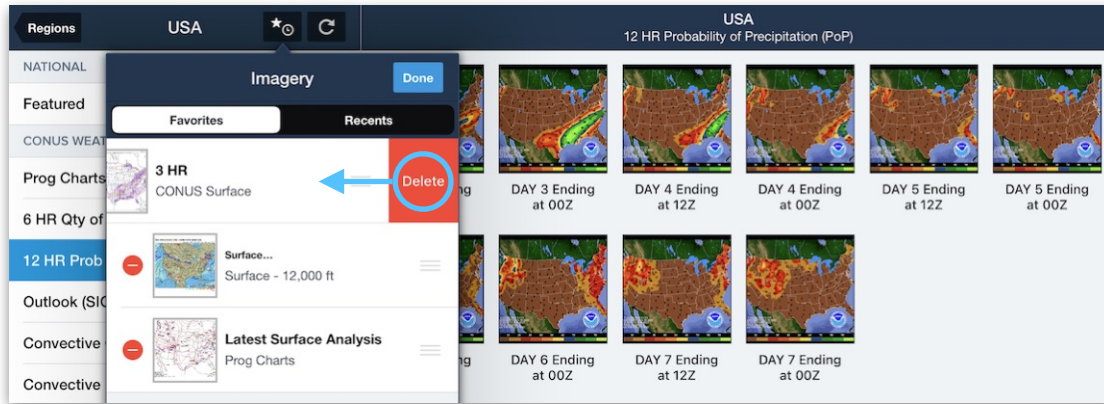 Regions
USA
USA
12 HR Probability of Precipitation (PoP)
NATIONAL
Featured
CONUS WEAT
Prog Charts
6 HR Qty of
12 HR Prob
Outlook (SIG
Convective
Convective
Imagery
Done
Favorites
Recents
3 HR
CONUS Surface
Delete
Surface...
Surface - 12,000 ft
Latest Surface Analysis
Prog Charts
ng
DAY 3 Ending
at 00Z
DAY 4 Ending
at 12Z
DAY 4 Ending
at 00Z
DAY 5 Ending
at 12Z
DAY 5 Ending
at 00Z
ng
DAY 6 Ending
at 00Z
DAY 7 Ending
at 12Z
DAY 7 Ending
at 00Z